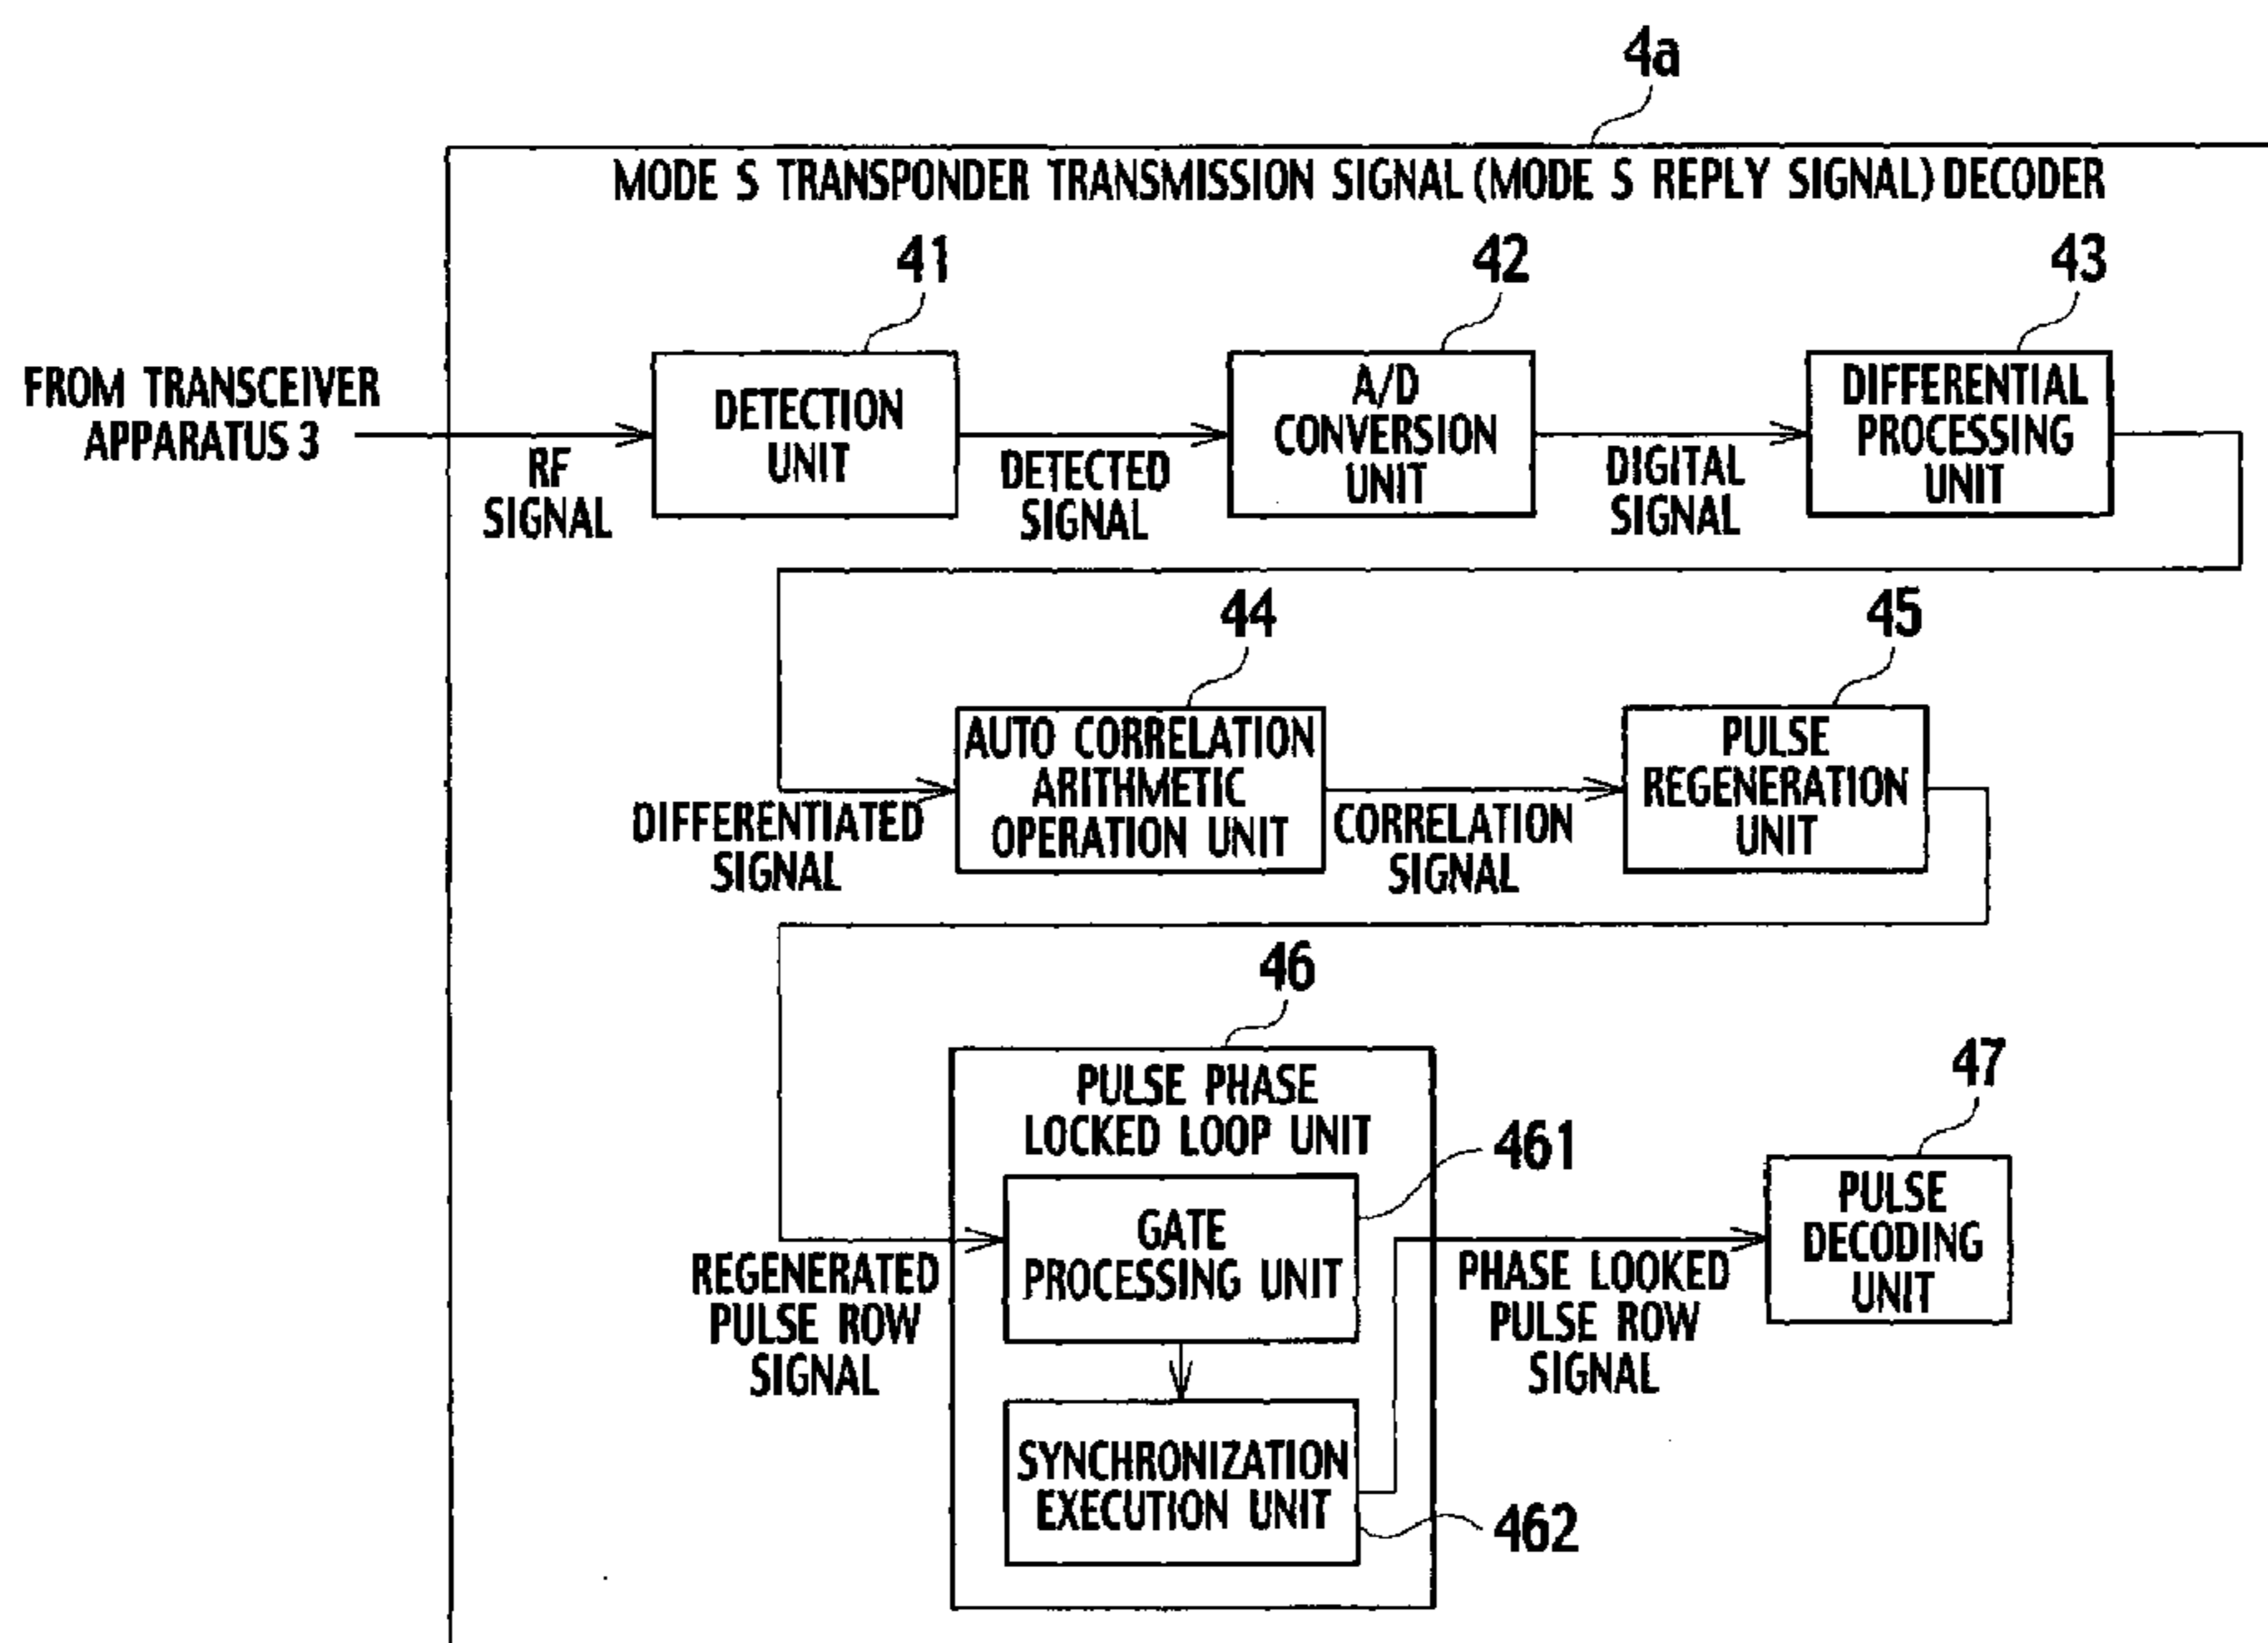 4a
MODE S TRANSPONDER TRANSMISSION SIGNAL (MODE S REPLY SIGNAL) DECODER
41
42
43
FROM TRANSCEIVER
APPARATUS 3
RF
SIGNAL
DETECTION
UNIT
DETECTED
SIGNAL
A/D
CONVERSION
UNIT
DIGITAL
SIGNAL
DIFFERENTIAL
PROCESSING
UNIT
44
45
DIFFERENTIATED
SIGNAL
AUTO CORRELATION
ARITHMETIC
OPERATION UNIT
CORRELATION
SIGNAL
PULSE
REGENERATION
UNIT
46
47
PULSE PHASE
LOCKED LOOP UNIT
461
REGENERATED
PULSE ROW
SIGNAL
GATE
PROCESSING UNIT
PHASE LOOKED
PULSE ROW
SIGNAL
PULSE
DECODING
UNIT
SYNCHRONIZATION
EXECUTION UNIT
462